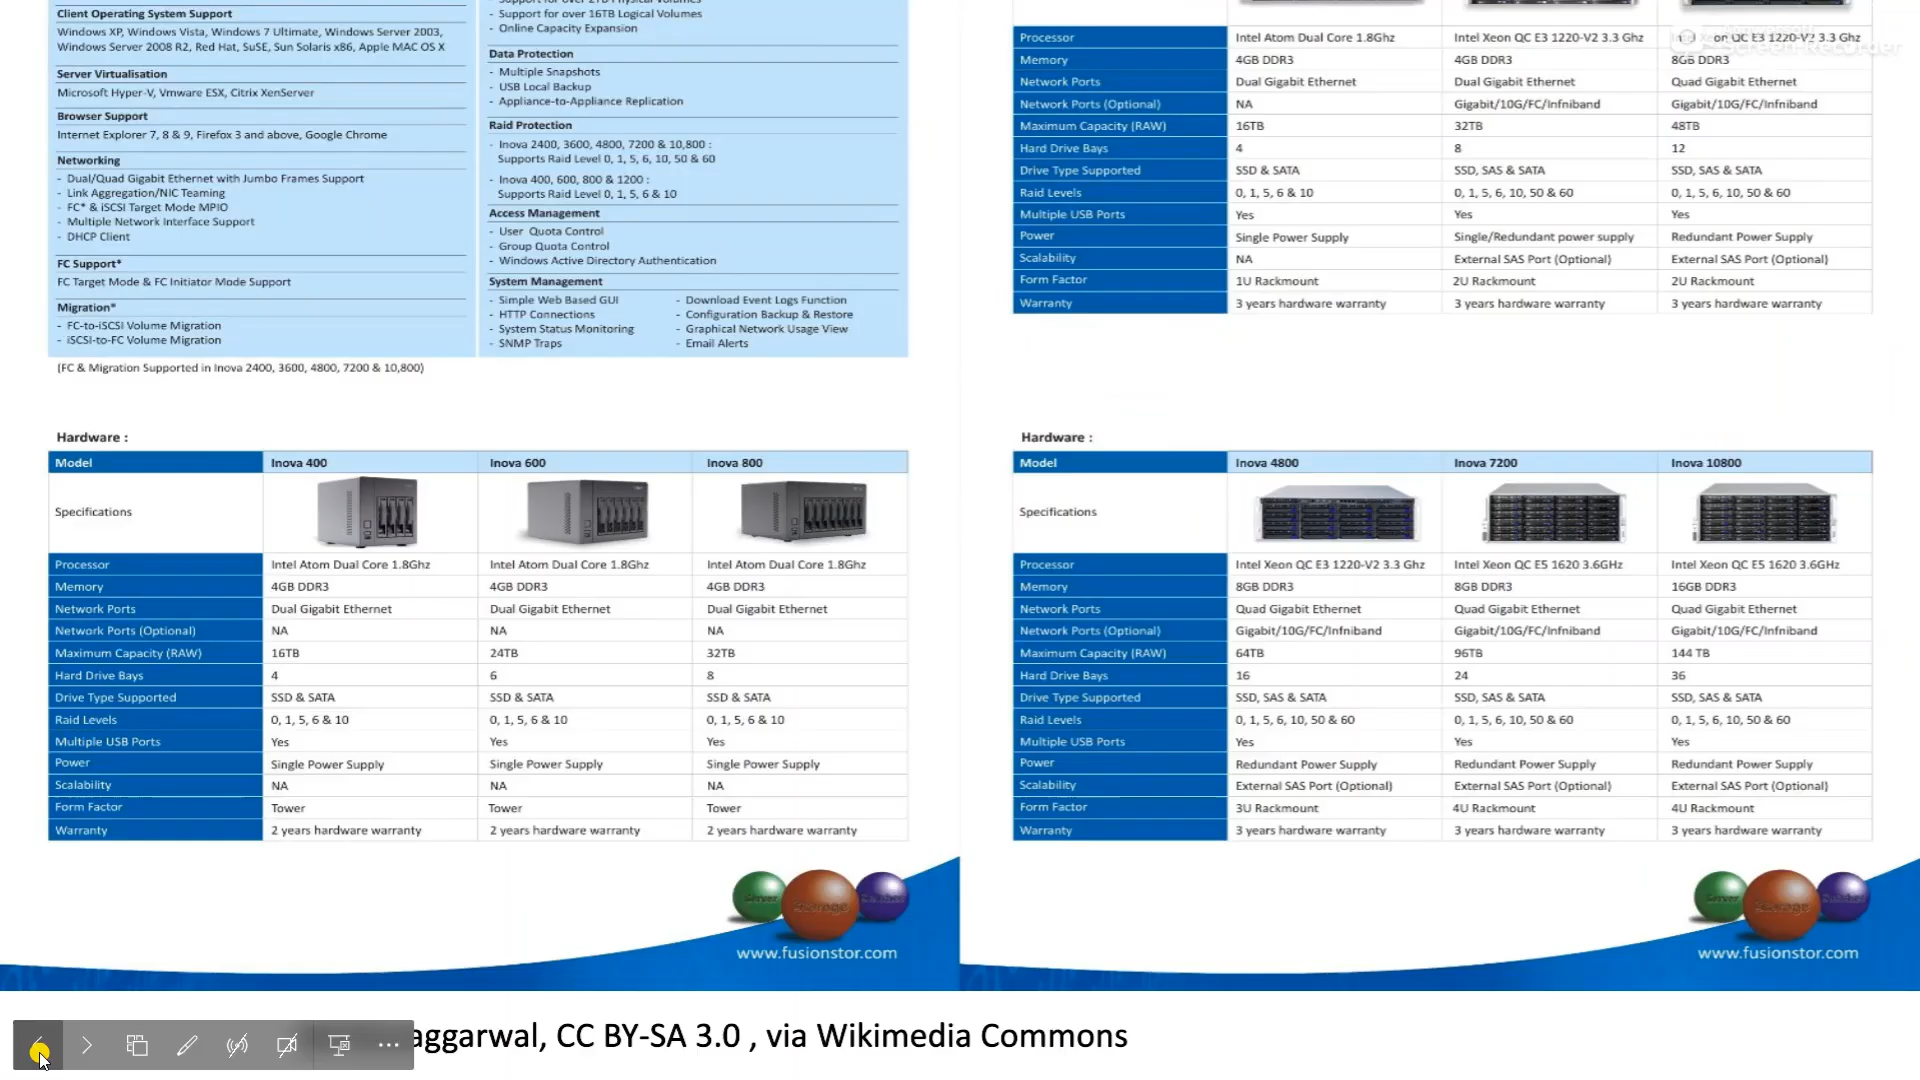 Client Operating System Support
Windows XP, Windows Vista, Windows 7 Ultimate, Windows Server 2003,
Windows Server 2008 R2, Red Hat, SuSE, Sun Solaris x86, Apple MAC OS X
Server Virtualisation
Microsoft Hyper-V, Vmware ESX, Citrix XenServer
Browser Support
Internet Explorer 7, 8 & 9, Firefox 3 and above, Google Chrome
Networking
- Dual/Quad Gigabit Ethernet with Jumbo Frames Support
- Link Aggregation/NIC Teaming
- FC* & iSCSI Target Mode MPIO
- Multiple Network Interface Support
- DHCP Client
FC Support*
FC Target Mode & FC Initiator Mode Support
Migration*
- FC-to-iSCSI Volume Migration
- iSCSI-to-FC Volume Migration
(FC & Migration Supported in Inova 2400, 3600, 4800, 7200 & 10,800)
- Support for over 16TB Logical Volumes
- Online Capacity Expansion
Data Protection
- Multiple Snapshots
- USB Local Backup
- Appliance-to-Appliance Replication
Raid Protection
- Inova 2400, 3600, 4800, 7200 & 10,800 :
Supports Raid Level 0, 1, 5, 6, 10, 50 & 60
- Inova 400, 600, 800 & 1200 :
Supports Raid Level 0, 1, 5, 6 & 10
Access Management
- User Quota Control
- Group Quota Control
- Windows Active Directory Authentication
System Management
- Simple Web Based GUI - Download Event Logs Function
- HTTP Connections - Configuration Backup & Restore
- System Status Monitoring - Graphical Network Usage View
- SNMP Traps - Email Alerts
Hardware :
Model Inova 400 Inova 600 Inova 800
Specifications
Processor Intel Atom Dual Core 1.8Ghz Intel Atom Dual Core 1.8Ghz Intel Atom Dual Core 1.8Ghz
Memory 4GB DDR3 4GB DDR3 4GB DDR3
Network Ports Dual Gigabit Ethernet Dual Gigabit Ethernet Dual Gigabit Ethernet
Network Ports (Optional) NA NA NA
Maximum Capacity (RAW) 16TB 24TB 32TB
Hard Drive Bays 4 6 8
Drive Type Supported SSD & SATA SSD & SATA SSD & SATA
Raid Levels 0, 1, 5, 6 & 10 0, 1, 5, 6 & 10 0, 1, 5, 6 & 10
Multiple USB Ports Yes Yes Yes
Power Single Power Supply Single Power Supply Single Power Supply
Scalability NA NA NA
Form Factor Tower Tower Tower
Warranty 2 years hardware warranty 2 years hardware warranty 2 years hardware warranty
Server Storage
www.fusionstor.com
Processor Intel Atom Dual Core 1.8Ghz Intel Xeon QC E3 1220-V2 3.3 Ghz Intel Xeon QC E3 1220-V2 3.3 Ghz
Memory 4GB DDR3 4GB DDR3 8GB DDR3
Network Ports Dual Gigabit Ethernet Dual Gigabit Ethernet Quad Gigabit Ethernet
Network Ports (Optional) NA Gigabit/10G/FC/Infniband Gigabit/10G/FC/Infniband
Maximum Capacity (RAW) 16TB 32TB 48TB
Hard Drive Bays 4 8 12
Drive Type Supported SSD & SATA SSD, SAS & SATA SSD, SAS & SATA
Raid Levels 0, 1, 5, 6 & 10 0, 1, 5, 6, 10, 50 & 60 0, 1, 5, 6, 10, 50 & 60
Multiple USB Ports Yes Yes Yes
Power Single Power Supply Single/Redundant power supply Redundant Power Supply
Scalability NA External SAS Port (Optional) External SAS Port (Optional)
Form Factor 1U Rackmount 2U Rackmount 2U Rackmount
Warranty 3 years hardware warranty 3 years hardware warranty 3 years hardware warranty
Screen Recorder
Hardware :
Model Inova 4800 Inova 7200 Inova 10800
Specifications
Processor Intel Xeon QC E3 1220-V2 3.3 Ghz Intel Xeon QC E5 1620 3.6GHz Intel Xeon QC E5 1620 3.6GHz
Memory 8GB DDR3 8GB DDR3 16GB DDR3
Network Ports Quad Gigabit Ethernet Quad Gigabit Ethernet Quad Gigabit Ethernet
Network Ports (Optional) Gigabit/10G/FC/Infniband Gigabit/10G/FC/Infniband Gigabit/10G/FC/Infniband
Maximum Capacity (RAW) 64TB 96TB 144 TB
Hard Drive Bays 16 24 36
Drive Type Supported SSD, SAS & SATA SSD, SAS & SATA SSD, SAS & SATA
Raid Levels 0, 1, 5, 6, 10, 50 & 60 0, 1, 5, 6, 10, 50 & 60 0, 1, 5, 6, 10, 50 & 60
Multiple USB Ports Yes Yes Yes
Power Redundant Power Supply Redundant Power Supply Redundant Power Supply
Scalability External SAS Port (Optional) External SAS Port (Optional) External SAS Port (Optional)
Form Factor 3U Rackmount 4U Rackmount 4U Rackmount
Warranty 3 years hardware warranty 3 years hardware warranty 3 years hardware warranty
Server Storage
www.fusionstor.com
aggarwal, CC BY-SA 3.0 , via Wikimedia Commons